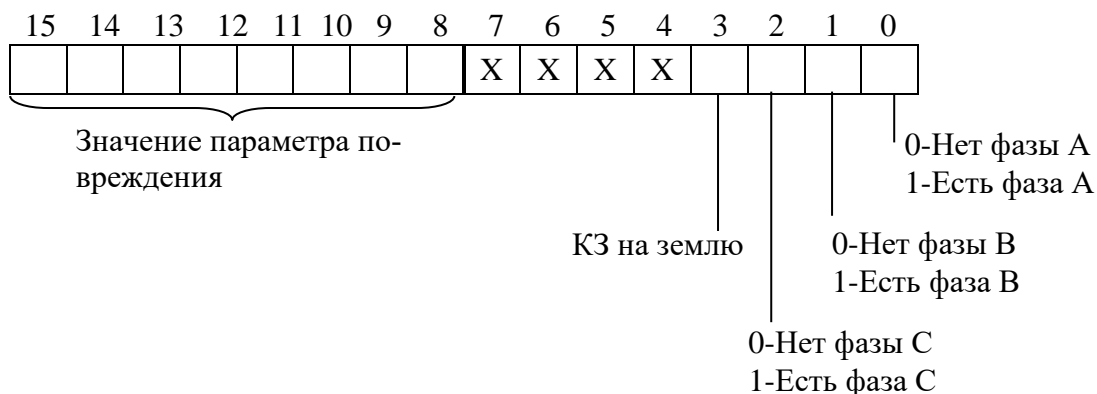 15 14 13 12 11 10 9 8 7 6 5 4 3 2 1 0
X X X X
Значение параметра по-
вреждения
0-Нет фазы А
1-Есть фаза А
КЗ на землю
0-Нет фазы В
1-Есть фаза В
0-Нет фазы С
1-Есть фаза С